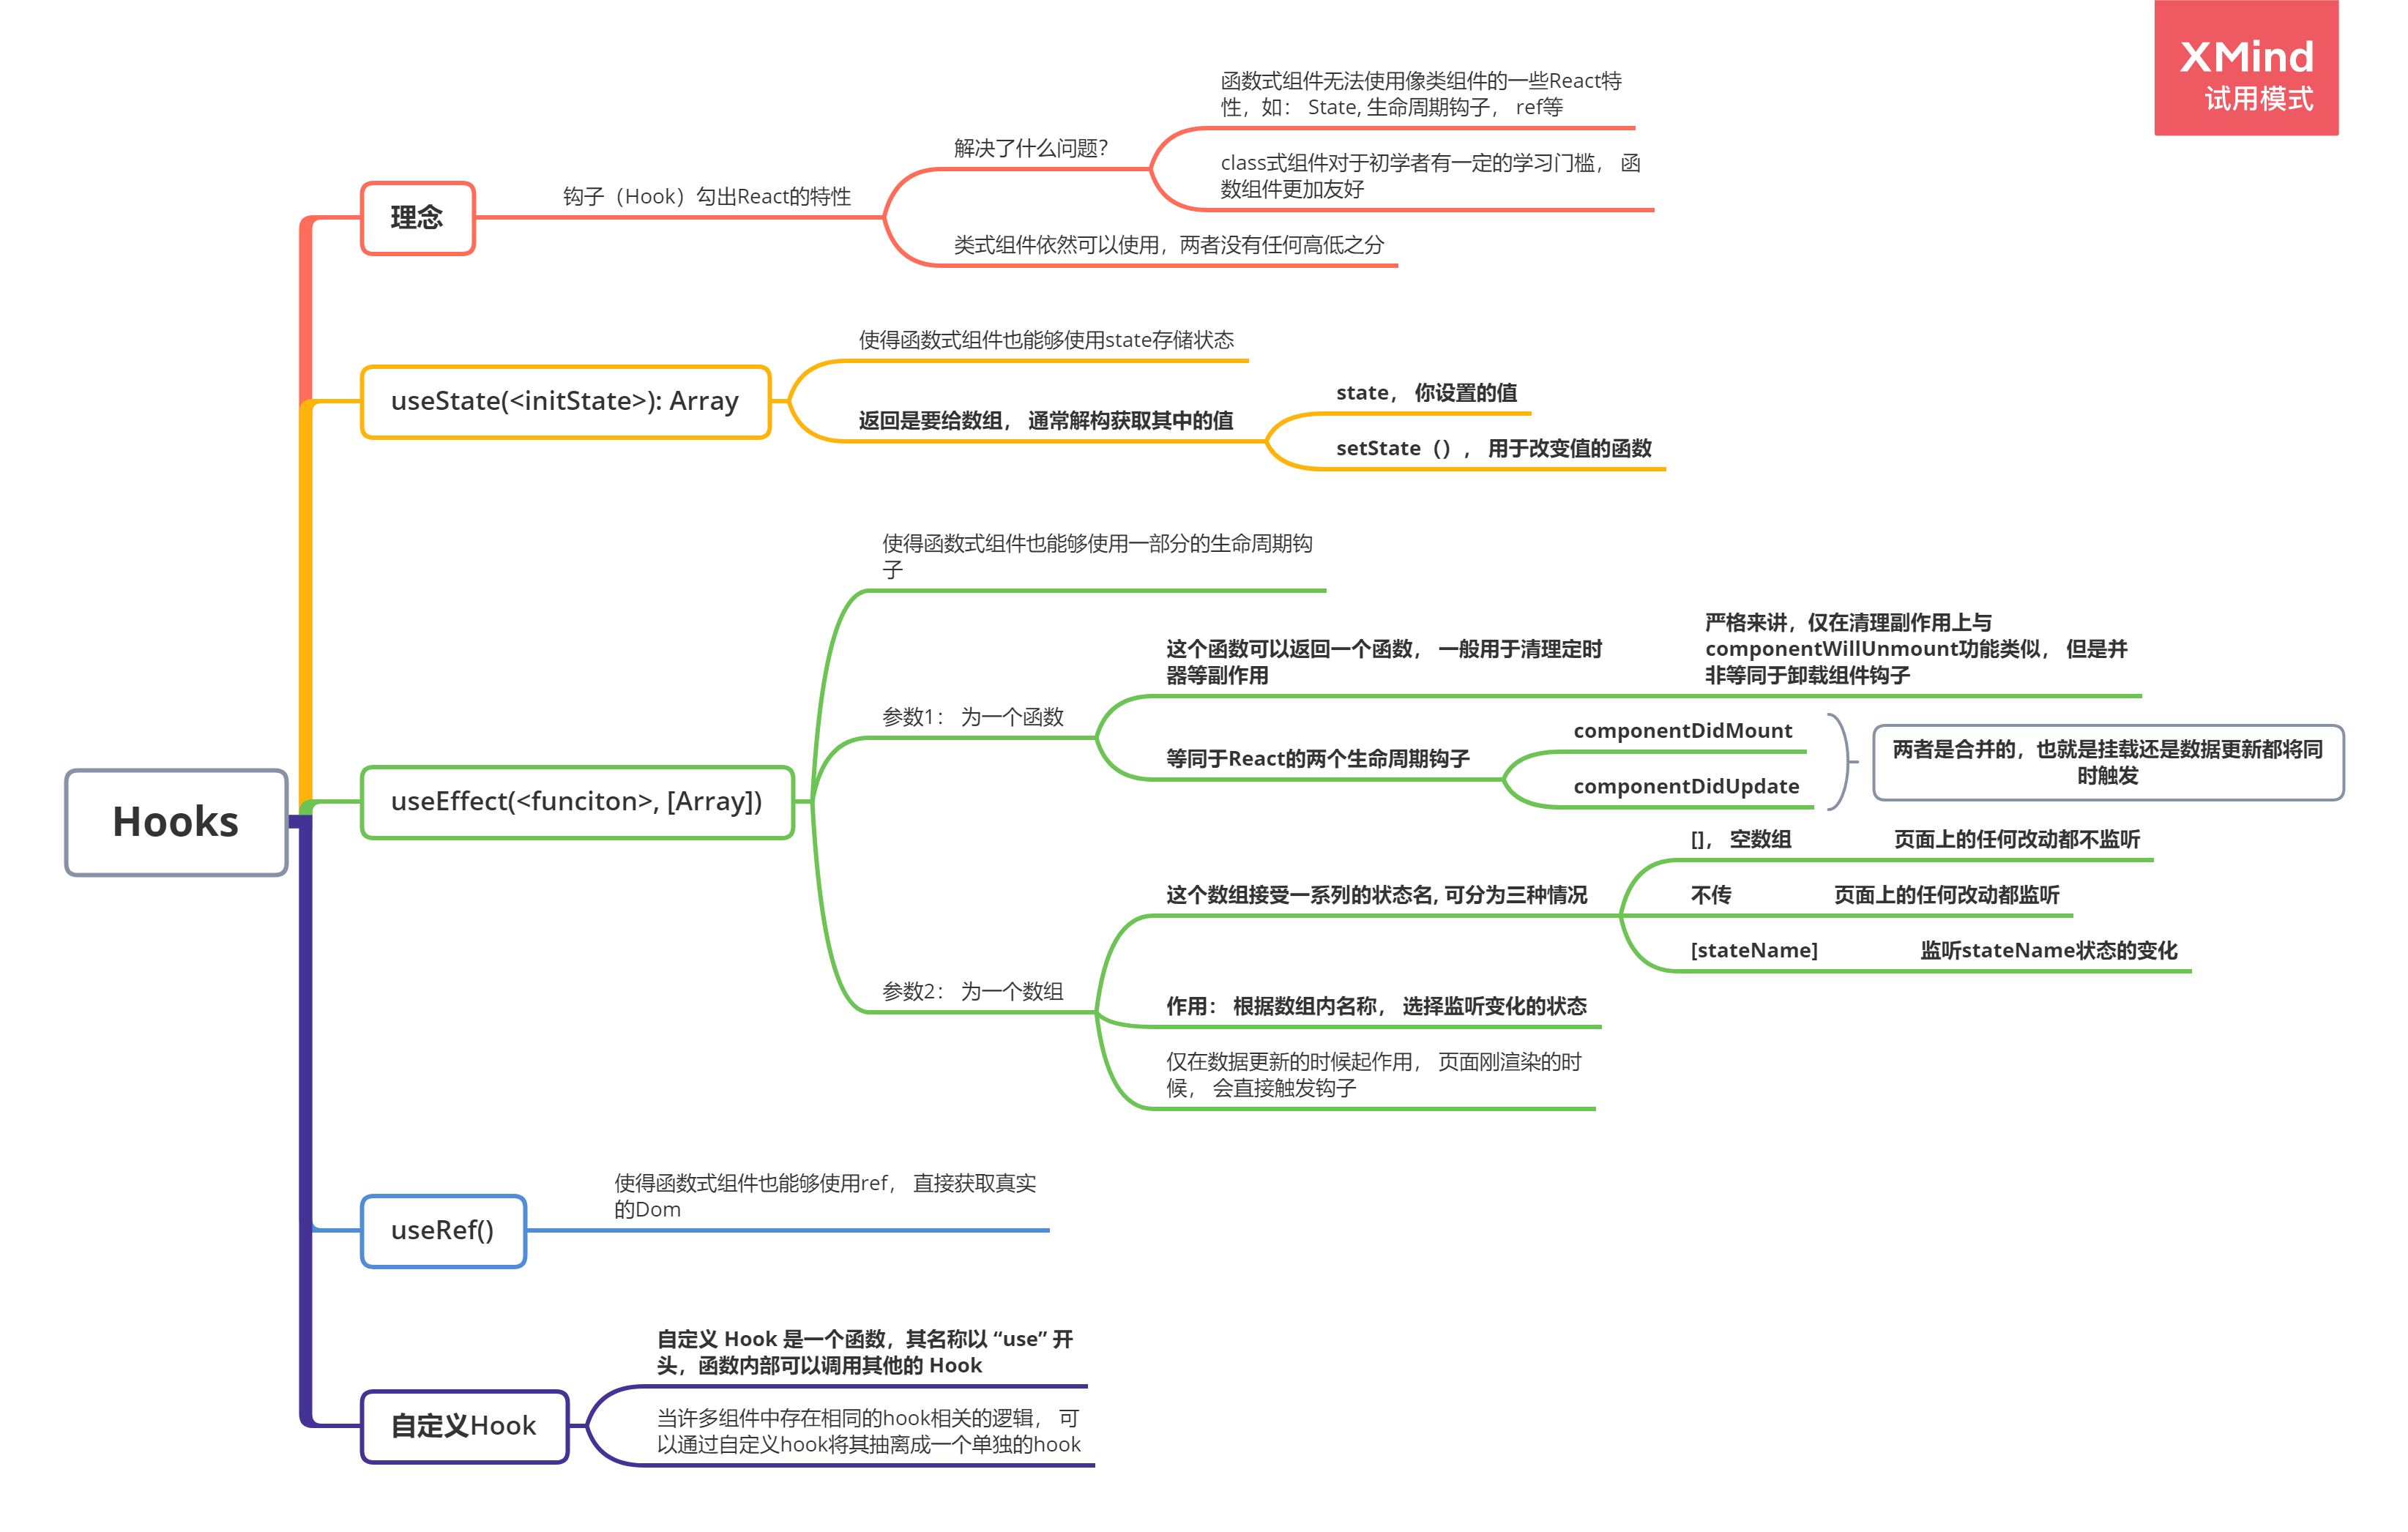 XMind
试用模式
函数式组件无法使用像类组件的一些React特
性，如： State, 生命周期钩子， ref等
解决了什么问题？
class式组件对于初学者有一定的学习门槛， 函
数组件更加友好
钩子（Hook）勾出React的特性
理念
类式组件依然可以使用，两者没有任何高低之分
使得函数式组件也能够使用state存储状态
useState(<initState>): Array
state， 你设置的值
返回是要给数组， 通常解构获取其中的值
setState（）， 用于改变值的函数
使得函数式组件也能够使用一部分的生命周期钩
子
这个函数可以返回一个函数， 一般用于清理定时
器等副作用
严格来讲，仅在清理副作用上与
componentWillUnmount功能类似， 但是并
非等同于卸载组件钩子
参数1： 为一个函数
等同于React的两个生命周期钩子
componentDidMount
componentDidUpdate
两者是合并的，也就是挂载还是数据更新都将同
时触发
useEffect(<funciton>, [Array])
Hooks
[]， 空数组
页面上的任何改动都不监听
这个数组接受一系列的状态名, 可分为三种情况
不传
页面上的任何改动都监听
[stateName]
监听stateName状态的变化
参数2： 为一个数组
作用： 根据数组内名称， 选择监听变化的状态
仅在数据更新的时候起作用， 页面刚渲染的时
候， 会直接触发钩子
使得函数式组件也能够使用ref， 直接获取真实
的Dom
useRef()
自定义 Hook 是一个函数，其名称以 “use” 开
头，函数内部可以调用其他的 Hook
自定义Hook
当许多组件中存在相同的hook相关的逻辑， 可
以通过自定义hook将其抽离成一个单独的hook